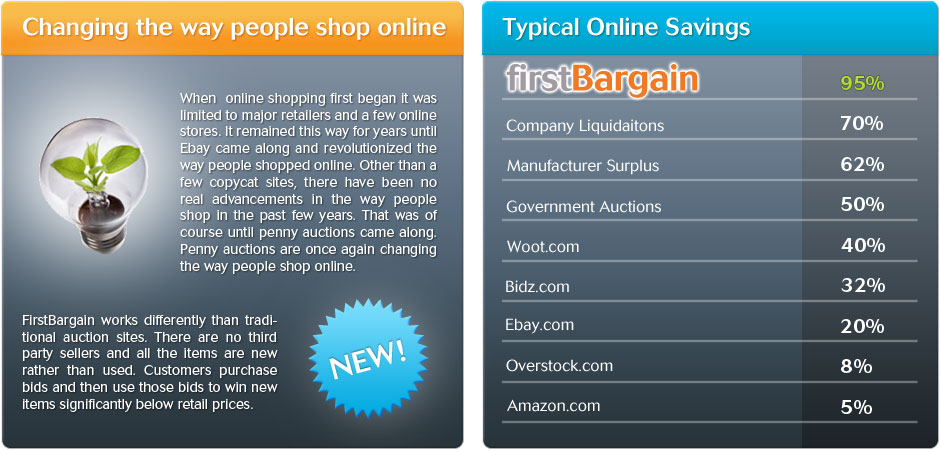 Changing the way people shop online
When online shopping first began it was
limited to major retailers and a few online
stores. It remained this way for years until
Ebay came along and revolutionized the
way people shopped online. Other than a
few copycat sites, there have been no
real advancements in the way people
shop in the past few years. That was of
course until penny auctions came along.
Penny auctions are once again changing
the way people shop online.
FirstBargain works differently than tradi-
tional auction sites. There are no third
party sellers and all the items are new
rather than used. Customers purchase
bids and then use those bids to win new
items significantly below retail prices.
NEW!
Typical Online Savings
firstBargain 95%
Company Liquidaitons 70%
Manufacturer Surplus 62%
Government Auctions 50%
Woot.com 40%
Bidz.com 32%
Ebay.com 20%
Overstock.com 8%
Amazon.com 5%